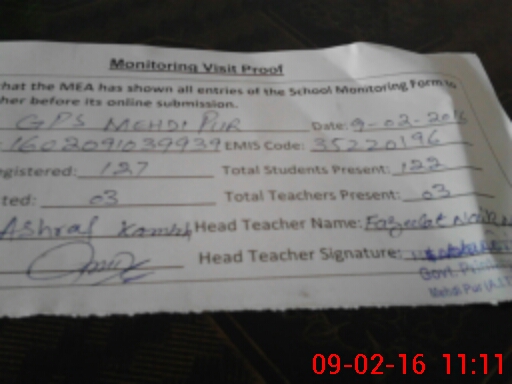 Monitoring Visit Proof
hat the MEA has shown all entries of the School Monitoring Form to
her before its online submission.
GPS MEHDI PUR Date: 9-02-2016
1602091039939 EMIS Code: 35220196
egistered: 127 Total Students Present: 122
ted: 03 Total Teachers Present: 03
Ashraf Head Teacher Name:
Head Teacher Signature:
Govt.
Mehdi Pur
09-02-16 11:11